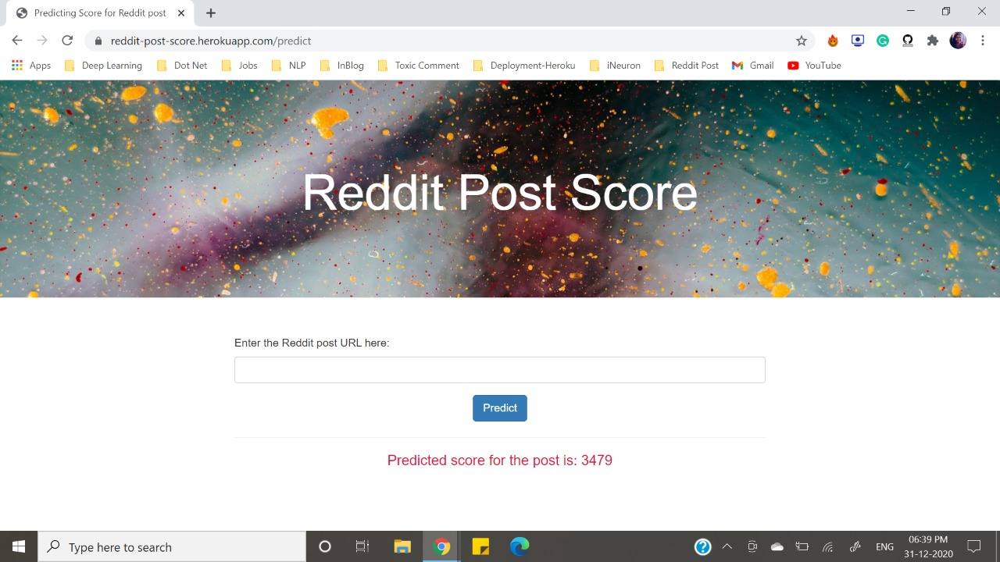 Predicting Score for Reddit post
reddit-post-score.herokuapp.com/predict
Apps Deep Learning Dot Net Jobs NLP InBlog Toxic Comment Deployment-Heroku iNeuron Reddit Post Gmail YouTube
Reddit Post Score
Enter the Reddit post URL here:
Predict
Predicted score for the post is: 3479
Type here to search
ENG
06:39 PM
31-12-2020